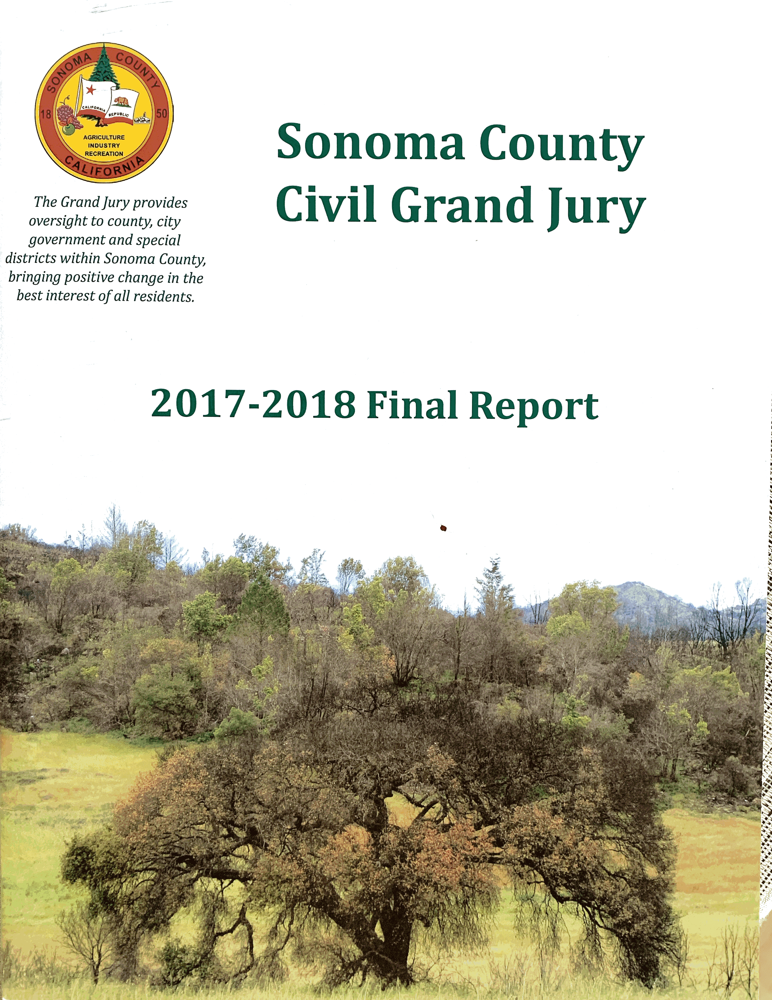 SONOMA COUNTY
18 50
CALIFORNIA
REPUBLIC
AGRICULTURE
INDUSTRY
RECREATION
CALIFORNIA
The Grand Jury provides
oversight to county, city
government and special
districts within Sonoma County,
bringing positive change in the
best interest of all residents.
Sonoma County
Civil Grand Jury
2017-2018 Final Report